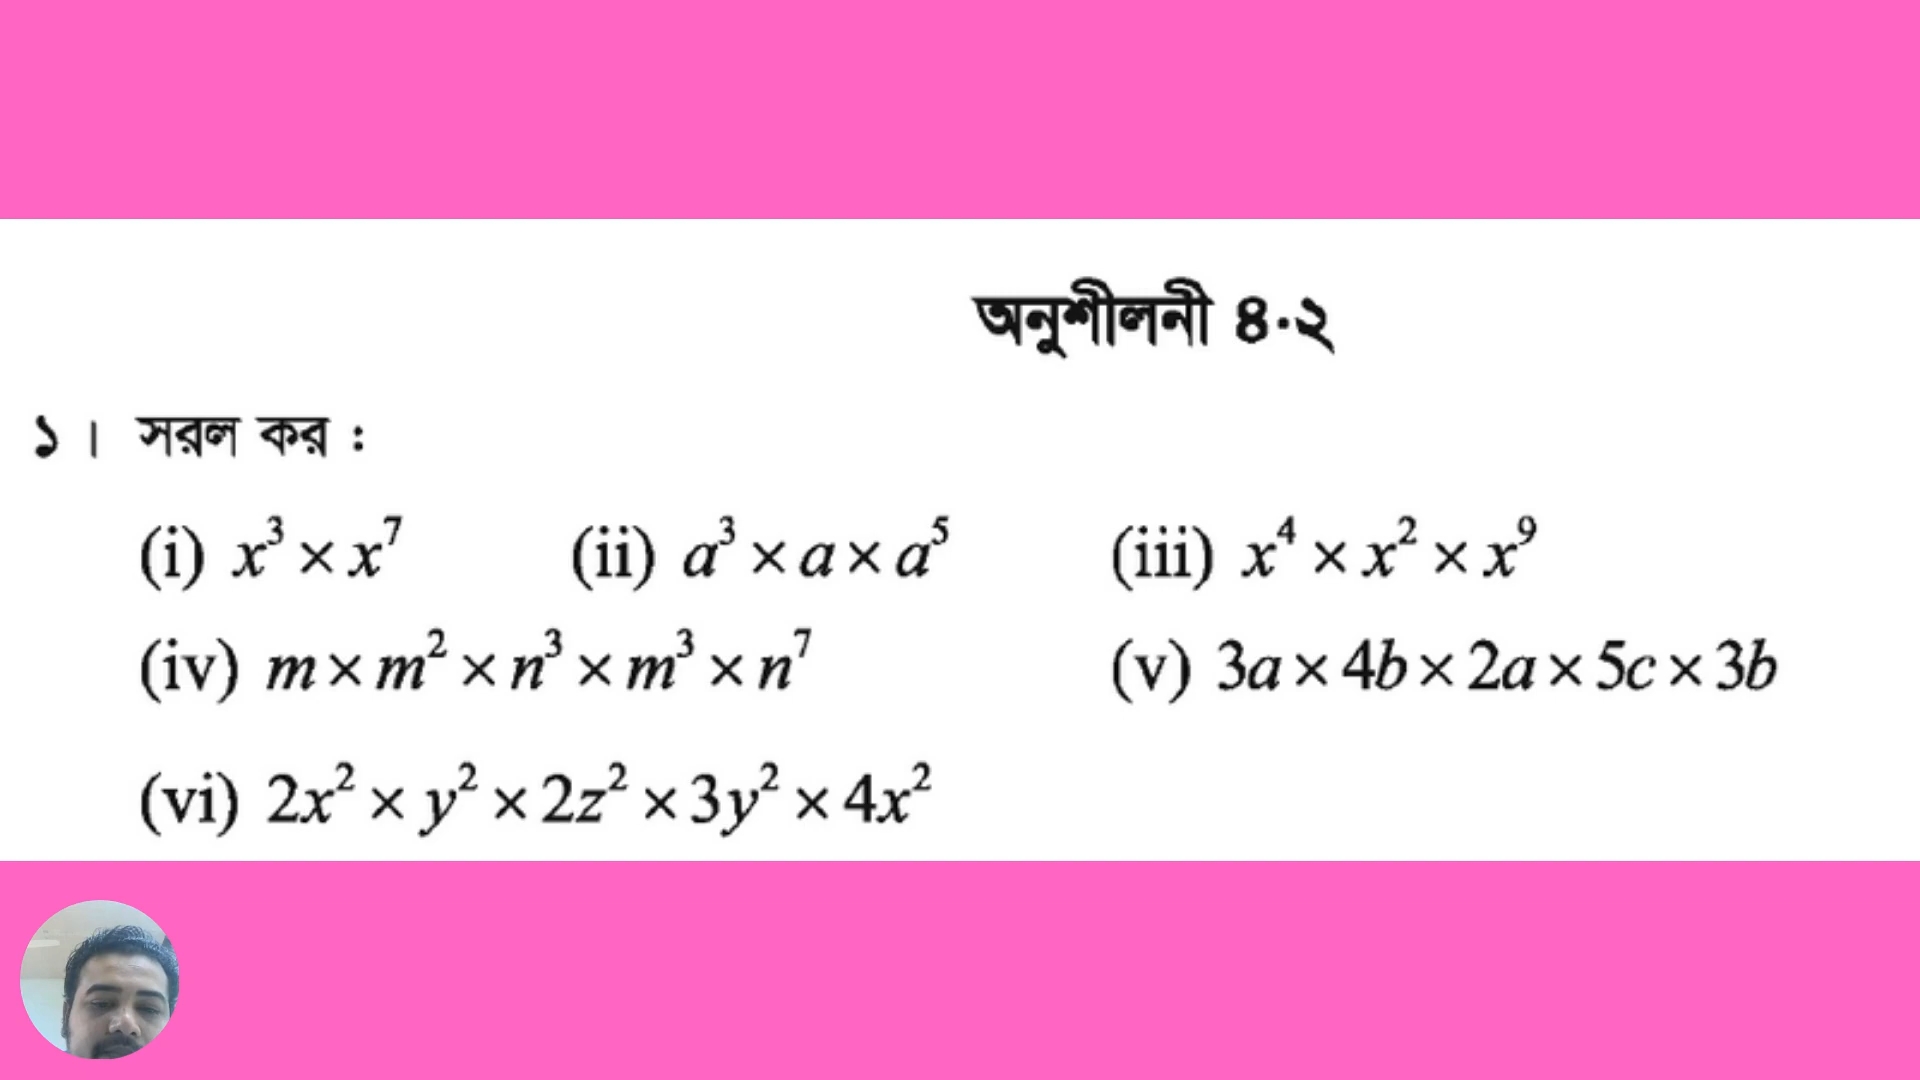 অনুশীলনী ৪·২
১। সরল কর :
(i) x³ × x⁷ (ii) a³ × a × a⁵ (iii) x⁴ × x² × x⁹
(iv) m × m² × n³ × m³ × n⁷ (v) 3a × 4b × 2a × 5c × 3b
(vi) 2x² × y² × 2z² × 3y² × 4x²